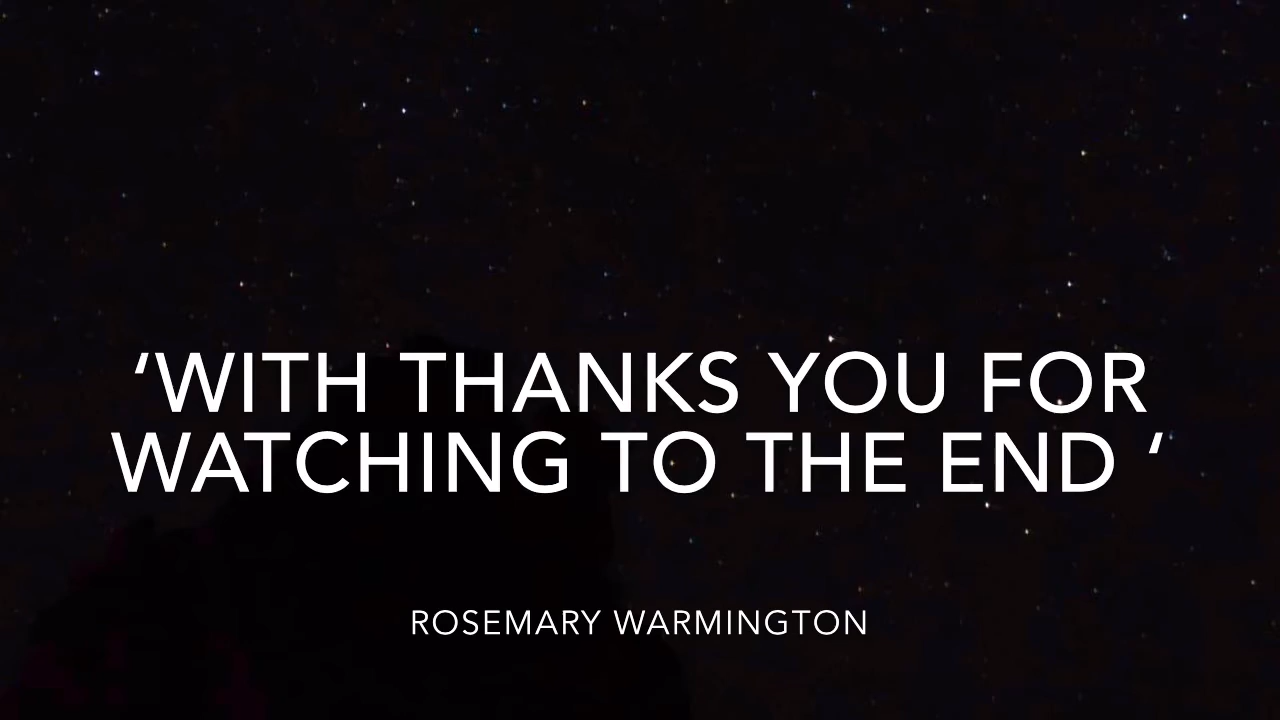 ‘WITH THANKS YOU FOR
WATCHING TO THE END ‘
ROSEMARY WARMINGTON